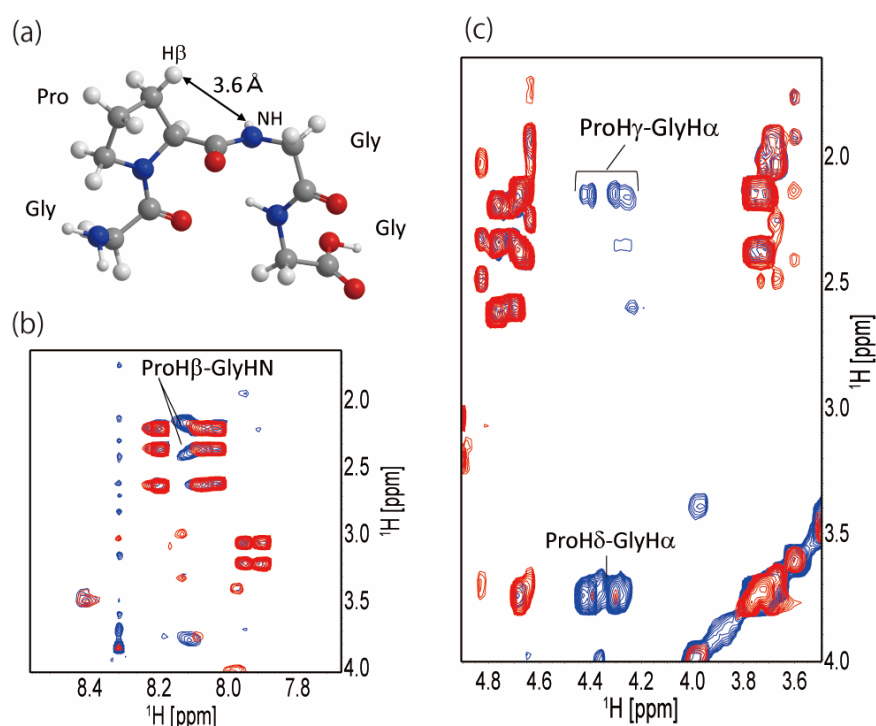 (a)
Hβ
3.6 Å
Pro
NH
Gly
Gly
Gly
(b)
ProHβ-GlyHN
2.0
2.5
3.0
3.5
4.0
¹H [ppm]
8.4 8.2 8.0 7.8
¹H [ppm]
(c)
ProHγ-GlyHα
ProHδ-GlyHα
2.0
2.5
3.0
3.5
4.0
¹H [ppm]
4.8 4.6 4.4 4.2 4.0 3.8 3.6
¹H [ppm]